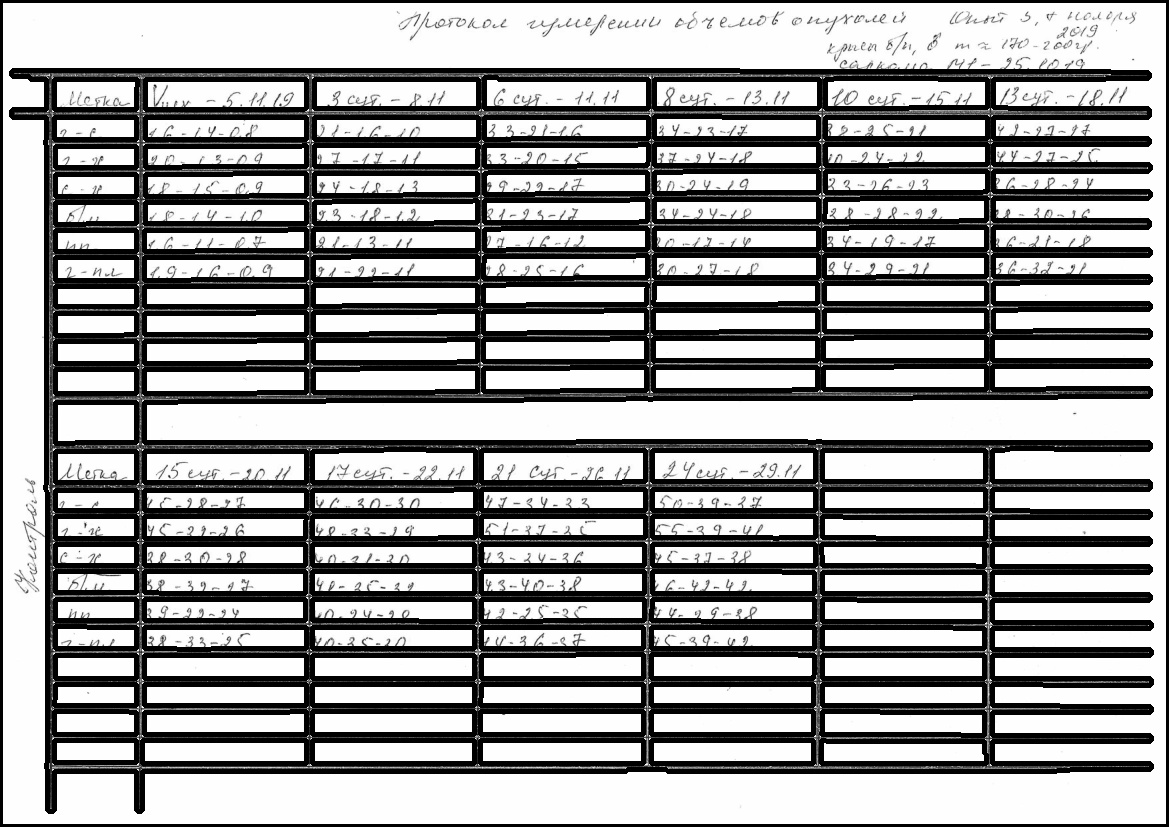 Протокол измерений объемов опухолей Опыт 3, + ноября
2019
крысы б/п, m ≈ 170-200гр.
саркома М1 - 25.10.19
Метка Vисх - 5.11.19 3 сут. - 8.11 6 сут. - 11.11 8 сут. - 13.11 10 сут. - 15.11 13 сут. - 18.11
г-с 16-14-08 21-16-10 33-21-16 34-23-17 39-25-21 42-27-27
г-ж 20-13-09 27-17-11 33-20-15 37-24-18 40-24-22 44-27-25
с-ж 18-15-09 24-18-13 29-22-17 30-24-19 33-26-23 36-28-24
б/м 18-14-10 23-18-12 31-23-17 34-24-18 38-28-22 38-30-26
пп 16-11-07 21-13-11 27-16-12 30-17-14 34-19-17 36-21-18
г-пл 19-16-09 21-22-11 28-25-16 30-27-18 34-29-21 36-32-21
Контроль
Метка 15 сут. - 20.11 17 сут. - 22.11 21 сут. - 26.11 24 сут. - 29.11
г-с 45-28-27 46-30-30 47-34-33 50-39-37
г-ж 45-29-26 48-33-29 51-37-35 55-39-41
с-ж 38-30-28 40-31-30 43-34-36 45-37-38
б/м 38-32-27 41-35-32 43-40-38 46-42-42
пп 39-22-24 40-24-28 42-25-35 44-29-38
г-пл 38-33-25 40-35-30 44-36-37 45-39-42